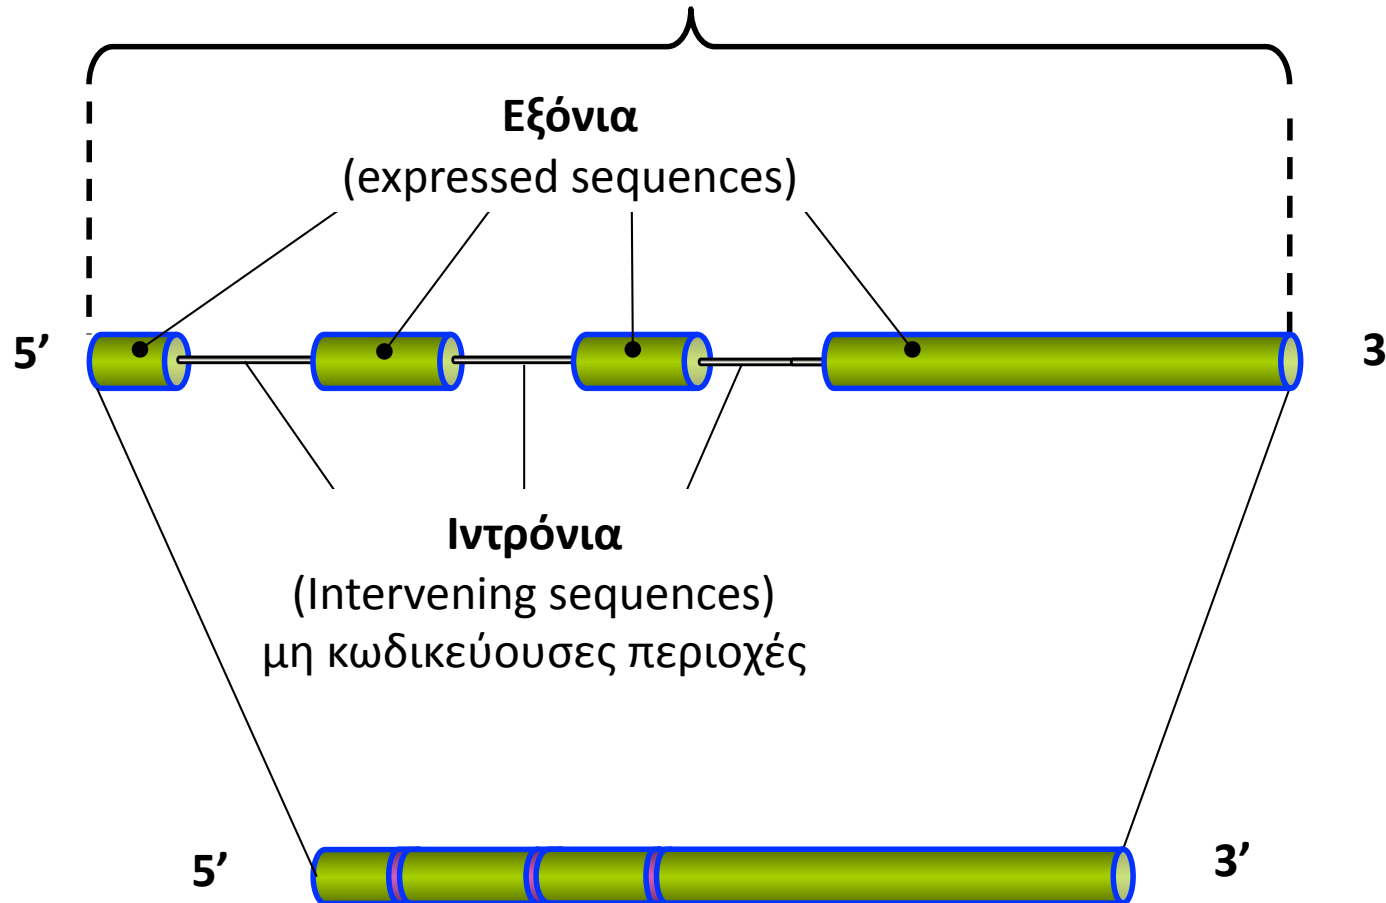 Εξόνια
(expressed sequences)
5’
3
Ιντρόνια
(Intervening sequences)
μη κωδικεύουσες περιοχές
5’
3’